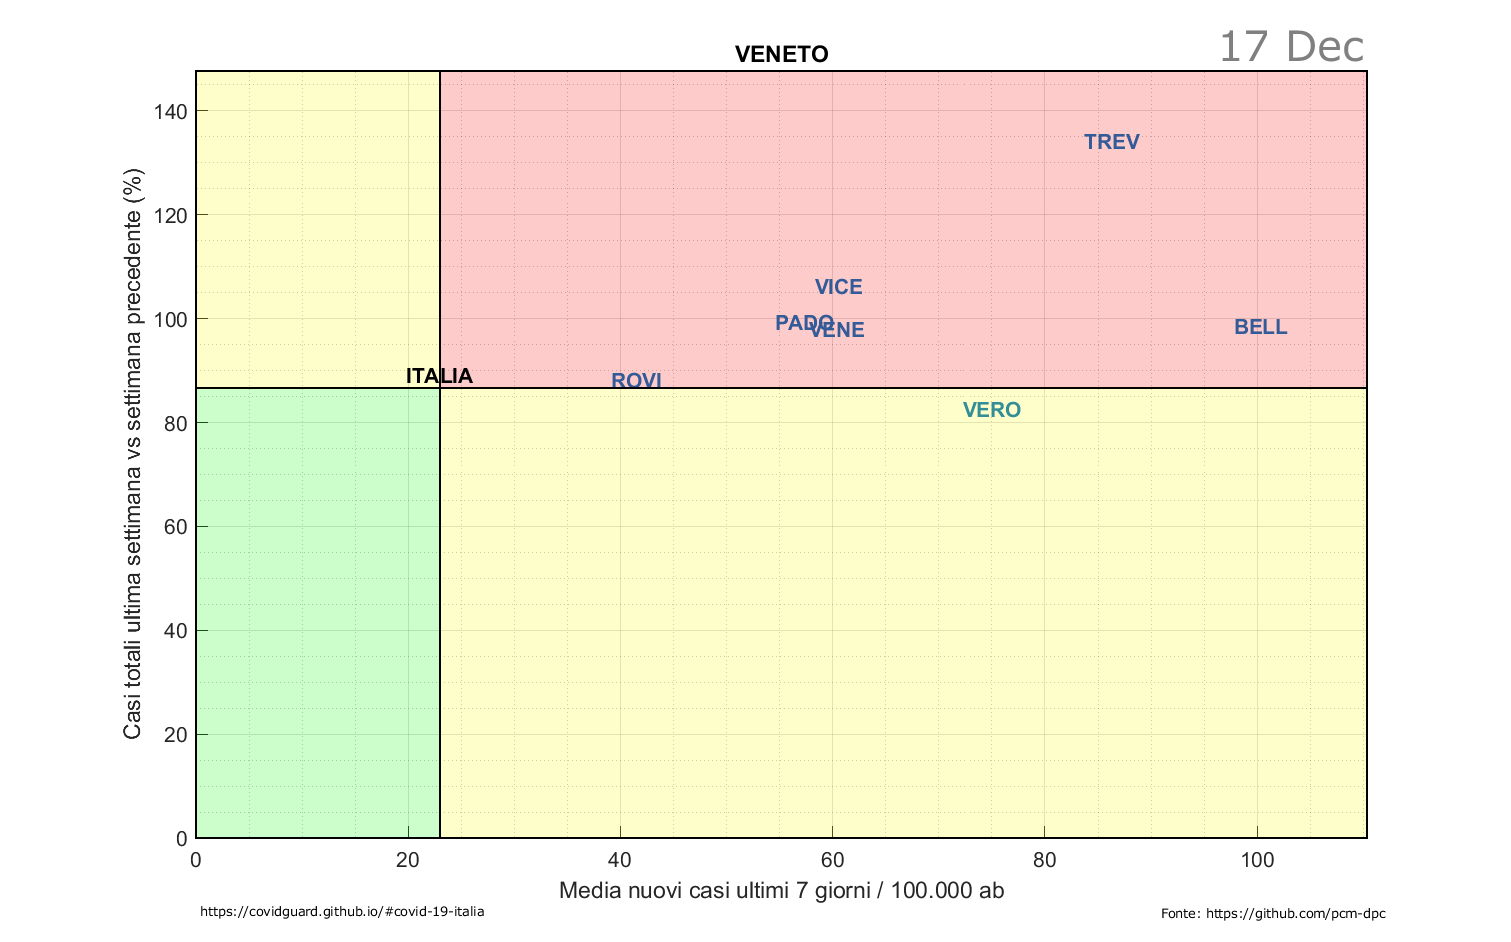 17 Dec
VENETO
Casi totali ultima settimana vs settimana precedente (%)
140
120
100
80
60
40
20
0
TREV
VICE
PADO
VENE
BELL
ITALIA
ROVI
VERO
0 20 40 60 80 100
Media nuovi casi ultimi 7 giorni / 100.000 ab
https://covidguard.github.io/#covid-19-italia
Fonte: https://github.com/pcm-dpc